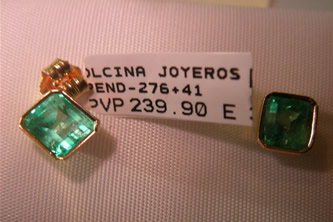 OLCINA JOYEROS
PEND-276+41
PVP 239.90 E